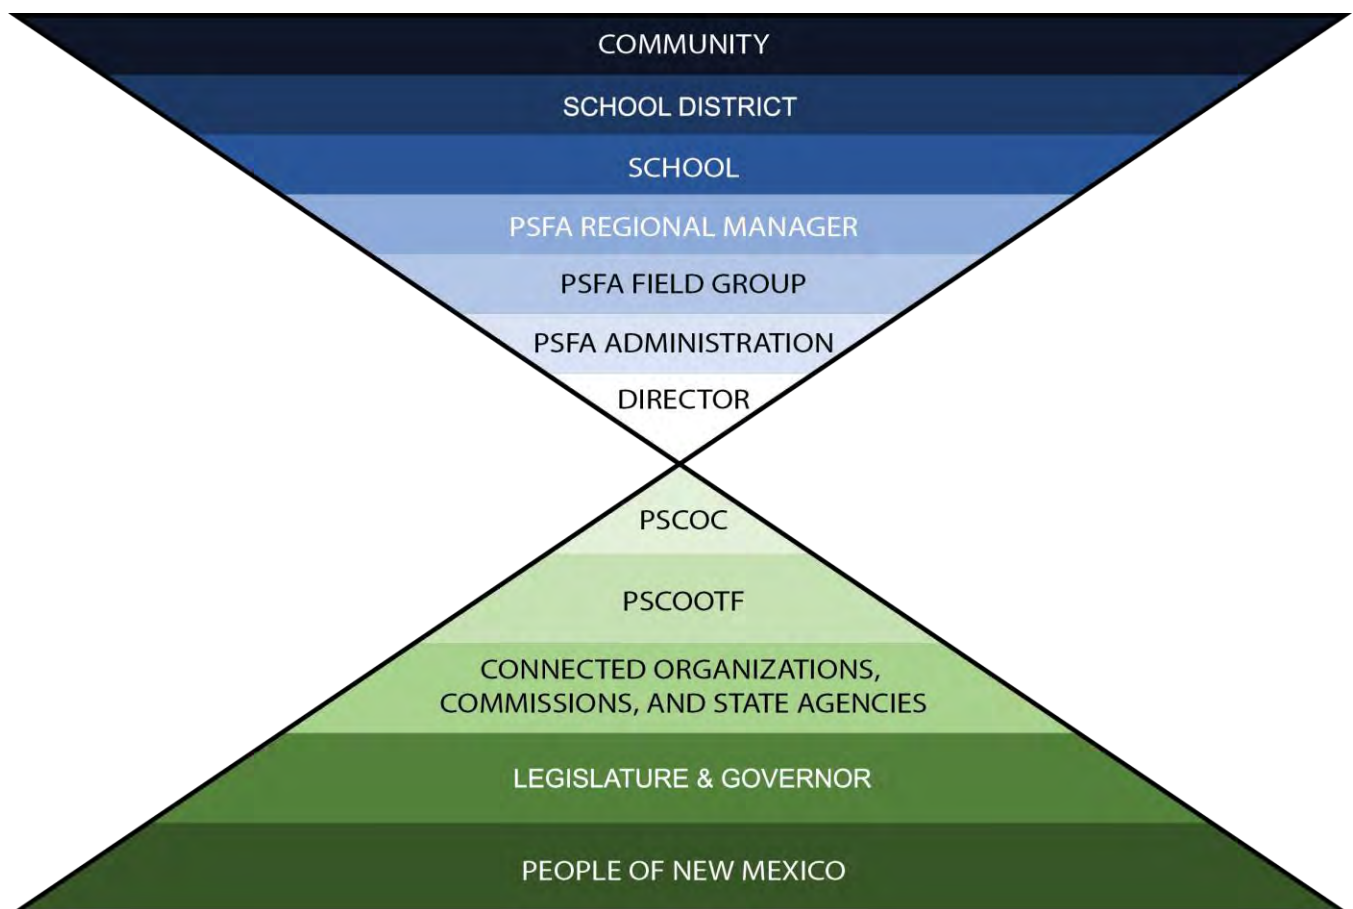 COMMUNITY
SCHOOL DISTRICT
SCHOOL
PSFA REGIONAL MANAGER
PSFA FIELD GROUP
PSFA ADMINISTRATION
DIRECTOR
PSCOC
PSCOOTF
CONNECTED ORGANIZATIONS,
COMMISSIONS, AND STATE AGENCIES
LEGISLATURE & GOVERNOR
PEOPLE OF NEW MEXICO